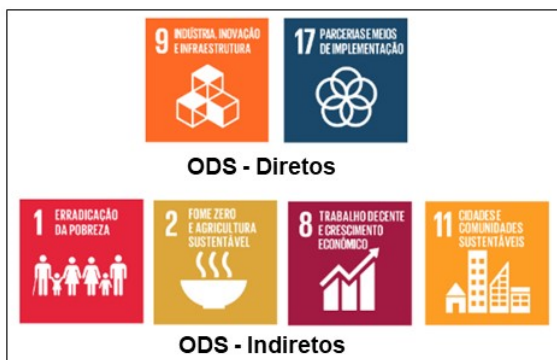 9 INDÚSTRIA, INOVAÇÃO
E INFRAESTRUTURA
17 PARCERIAS E MEIOS
DE IMPLEMENTAÇÃO
ODS - Diretos
1 ERRADICAÇÃO
DA POBREZA
2 FOME ZERO
E AGRICULTURA
SUSTENTÁVEL
8 TRABALHO DECENTE
E CRESCIMENTO
ECONÔMICO
11 CIDADES E
COMUNIDADES
SUSTENTÁVEIS
ODS - Indiretos